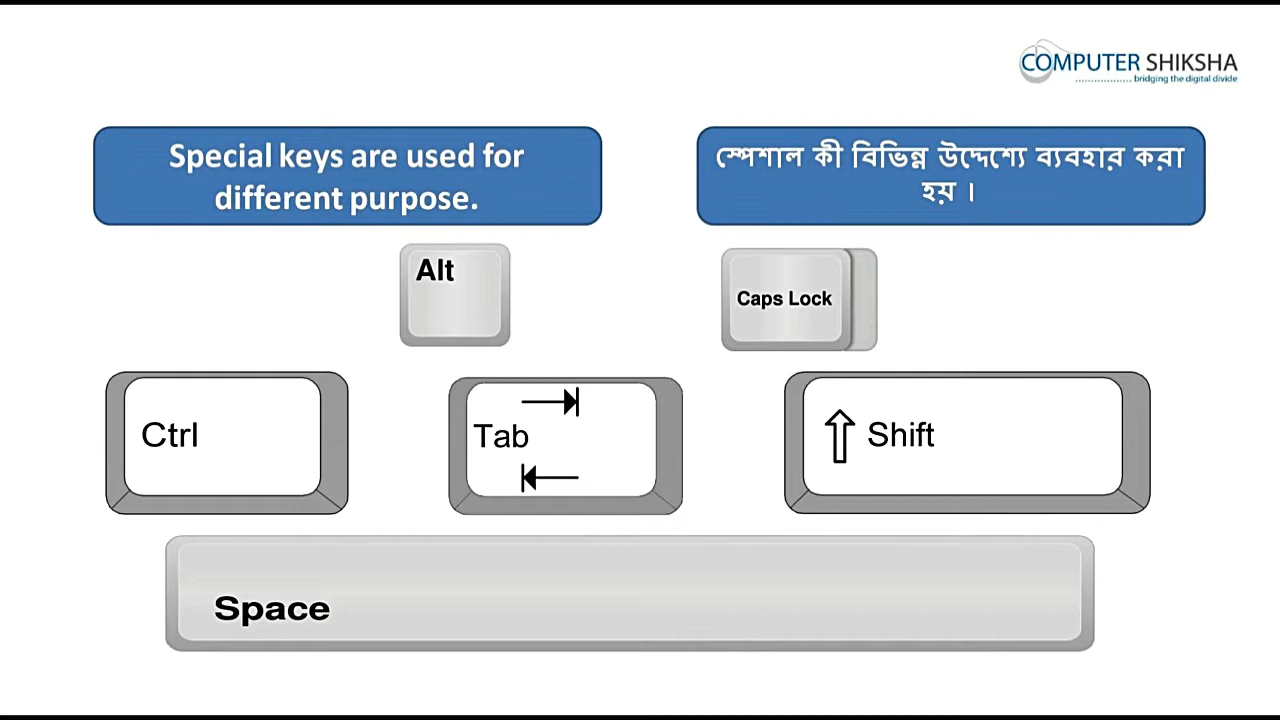 COMPUTER SHIKSHA
bridging the digital divide
Special keys are used for
different purpose.
স্পেশাল কী বিভিন্ন উদ্দেশ্যে ব্যবহার করা
হয় ।
Alt
Caps Lock
Ctrl
Tab
Shift
Space